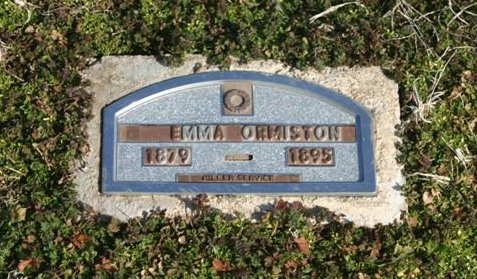 EMMA ORMISTON
1879 1895
MILLER SERVICE